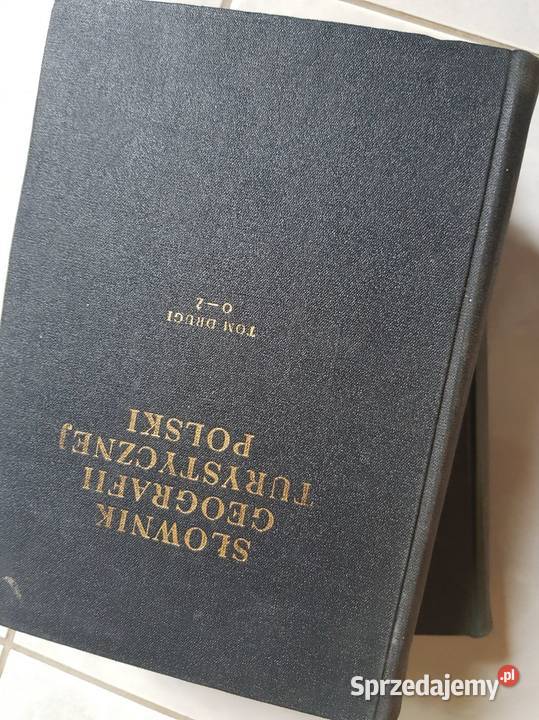 SŁOWNIK
GEOGRAFII
TURYSTYCZNEJ
POLSKI
TOM DRUGI
O—Ż
Sprzedajemy.pl